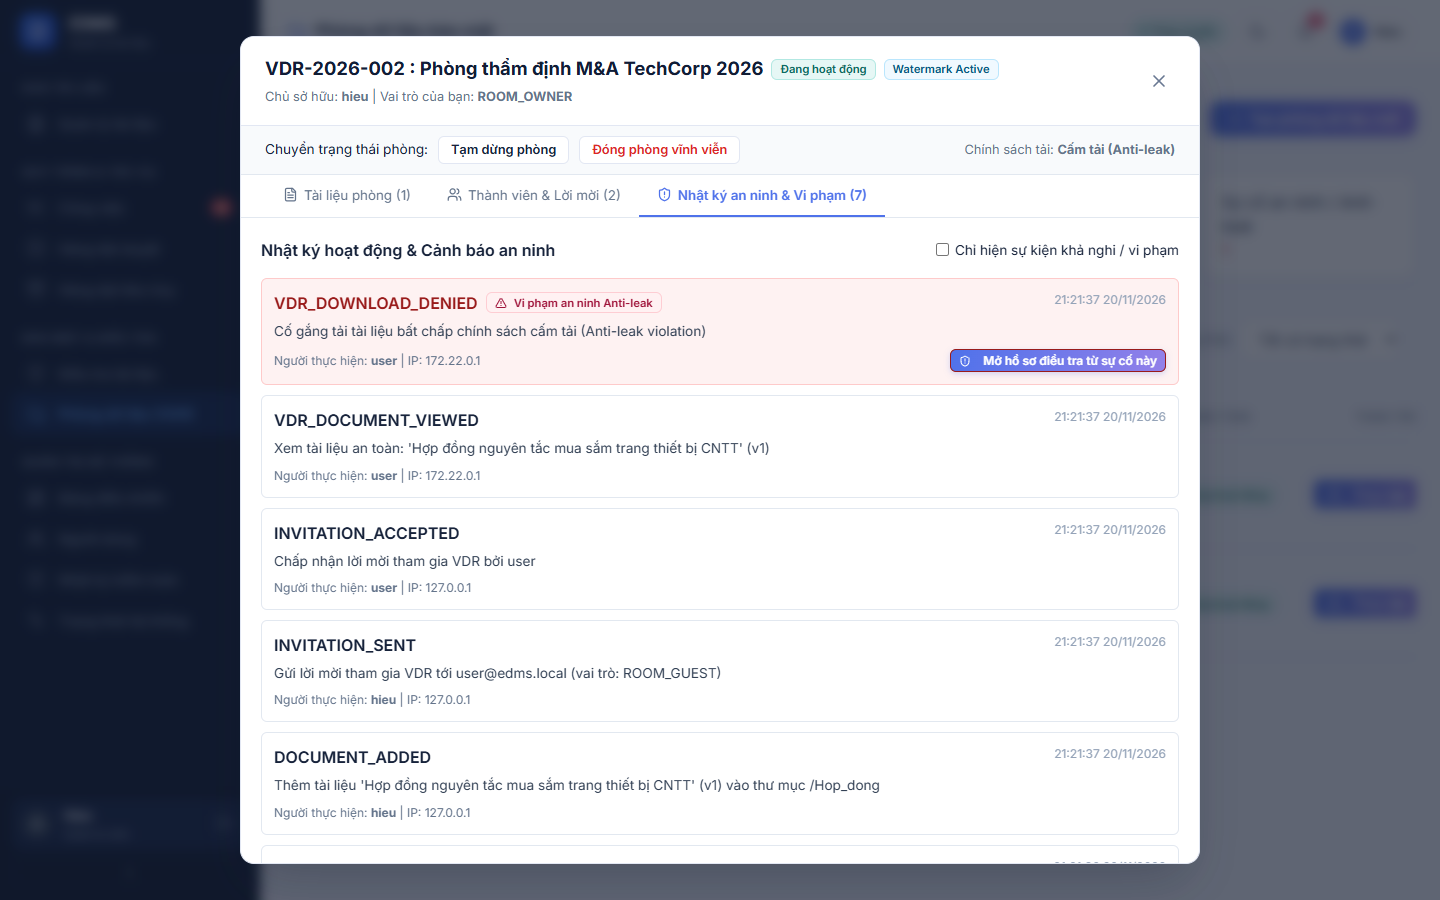 VDR-2026-002 : Phòng thẩm định M&A TechCorp 2026 Đang hoạt động Watermark Active
Chủ sở hữu: hieu | Vai trò của bạn: ROOM_OWNER
Chuyển trạng thái phòng: Tạm dừng phòng Đóng phòng vĩnh viễn Chính sách tải: Cấm tải (Anti-leak)
Tài liệu phòng (1) Thành viên & Lời mời (2) Nhật ký an ninh & Vi phạm (7)
Nhật ký hoạt động & Cảnh báo an ninh Chỉ hiện sự kiện khả nghi / vi phạm
VDR_DOWNLOAD_DENIED Vi phạm an ninh Anti-leak 21:21:37 20/11/2026
Cố gắng tải tài liệu bất chấp chính sách cấm tải (Anti-leak violation)
Người thực hiện: user | IP: 172.22.0.1 Mở hồ sơ điều tra từ sự cố này
VDR_DOCUMENT_VIEWED 21:21:37 20/11/2026
Xem tài liệu an toàn: 'Hợp đồng nguyên tắc mua sắm trang thiết bị CNTT' (v1)
Người thực hiện: user | IP: 172.22.0.1
INVITATION_ACCEPTED 21:21:37 20/11/2026
Chấp nhận lời mời tham gia VDR bởi user
Người thực hiện: user | IP: 127.0.0.1
INVITATION_SENT 21:21:37 20/11/2026
Gửi lời mời tham gia VDR tới user@edms.local (vai trò: ROOM_GUEST)
Người thực hiện: hieu | IP: 127.0.0.1
DOCUMENT_ADDED 21:21:37 20/11/2026
Thêm tài liệu 'Hợp đồng nguyên tắc mua sắm trang thiết bị CNTT' (v1) vào thư mục /Hop_dong
Người thực hiện: hieu | IP: 127.0.0.1